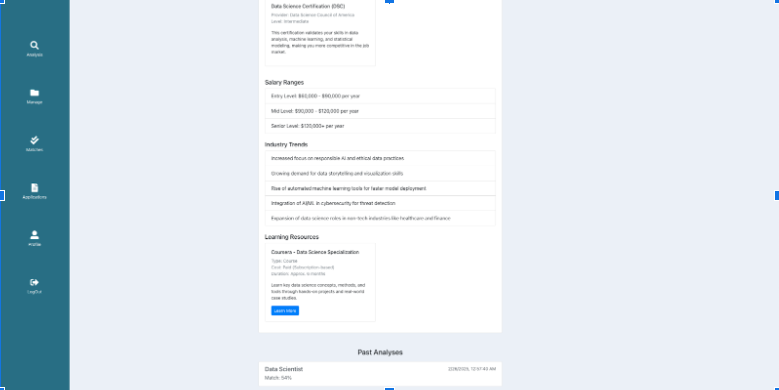 Analysis
Manage
Matches
Applications
Profile
LogOut
Data Science Certification (DSC)
Provider: Data Science Council of America
Level: Intermediate
This certification validates your skills in data
analysis, machine learning, and statistical
modeling, making you more competitive in the job
market.
Salary Ranges
Entry Level: $60,000 - $90,000 per year
Mid Level: $90,000 - $120,000 per year
Senior Level: $120,000+ per year
Industry Trends
Increased focus on responsible AI and ethical data practices
Growing demand for data storytelling and visualization skills
Rise of automated machine learning tools for faster model deployment
Integration of AI/ML in cybersecurity for threat detection
Expansion of data science roles in non-tech industries like healthcare and finance
Learning Resources
Coursera - Data Science Specialization
Type: Course
Cost: Paid (Subscription-based)
Duration: Approx. 6 months
Learn key data science concepts, methods, and
tools through hands-on projects and real-world
case studies.
Learn More
Past Analyses
Data Scientist
Match: 54%
12:57:40 AM